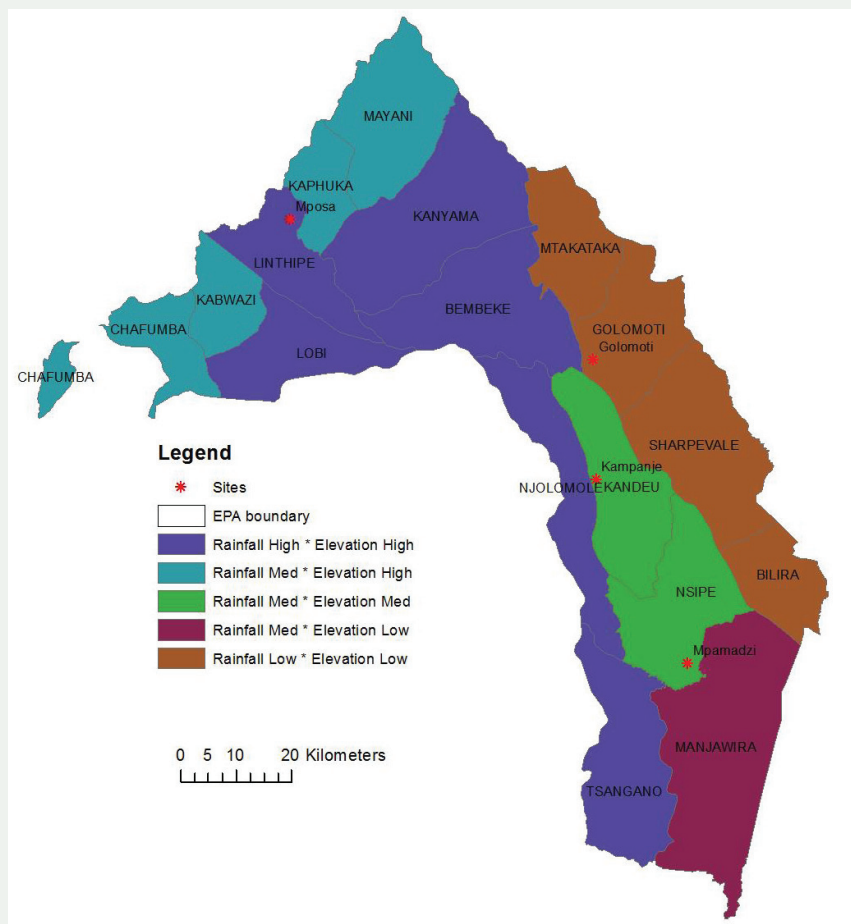 MAYANI
KAPHUKA
Mposa
KANYAMA
LINTHIPE
MTAKATAKA
KABWAZI
BEMBEKE
CHAFUMBA
GOLOMOTI
Golomoti
LOBI
CHAFUMBA
SHARPEVALE
Kampanje
NJOLOMOLE KANDEU
BILIRA
NSIPE
Mpamadzi
MANJAWIRA
TSANGANO
Legend
Sites
EPA boundary
Rainfall High * Elevation High
Rainfall Med * Elevation High
Rainfall Med * Elevation Med
Rainfall Med * Elevation Low
Rainfall Low * Elevation Low
0 5 10 20 Kilometers